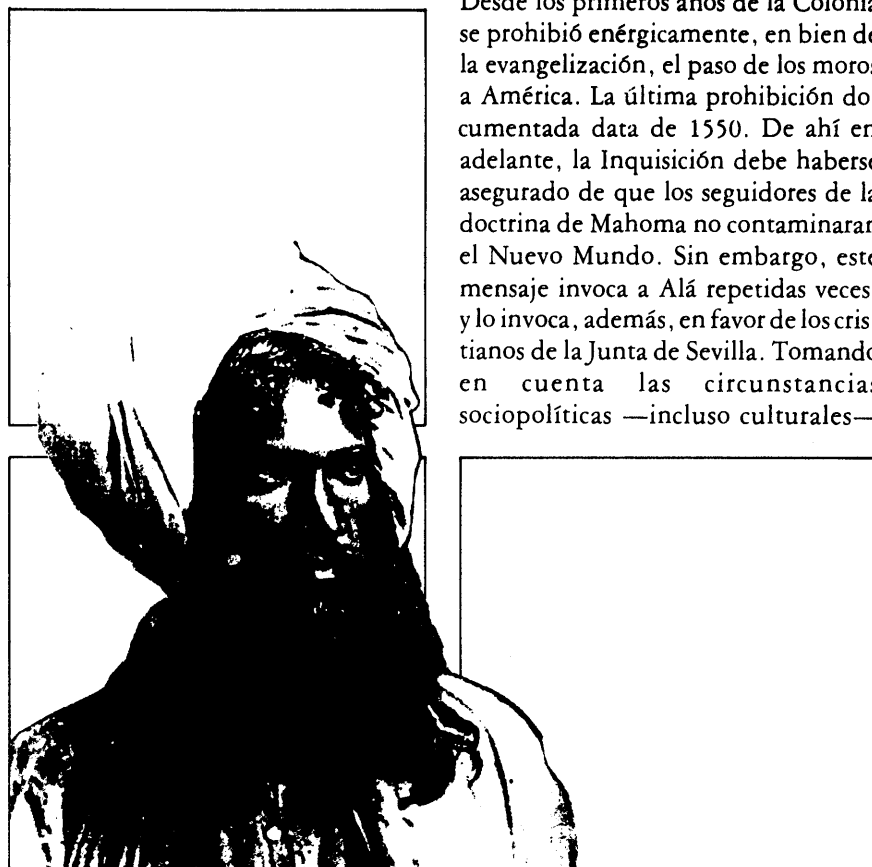 Desde los primeros años de la Colonia
se prohibió enérgicamente, en bien de
la evangelización, el paso de los moros
a América. La última prohibición do
cumentada data de 1550. De ahí en
adelante, la Inquisición debe haberse
asegurado de que los seguidores de la
doctrina de Mahoma no contaminaran
el Nuevo Mundo. Sin embargo, este
mensaje invoca a Alá repetidas veces
y lo invoca, además, en favor de los cris
tianos de la Junta de Sevilla. Tomando
en cuenta las circunstancias
sociopolíticas —incluso culturales—